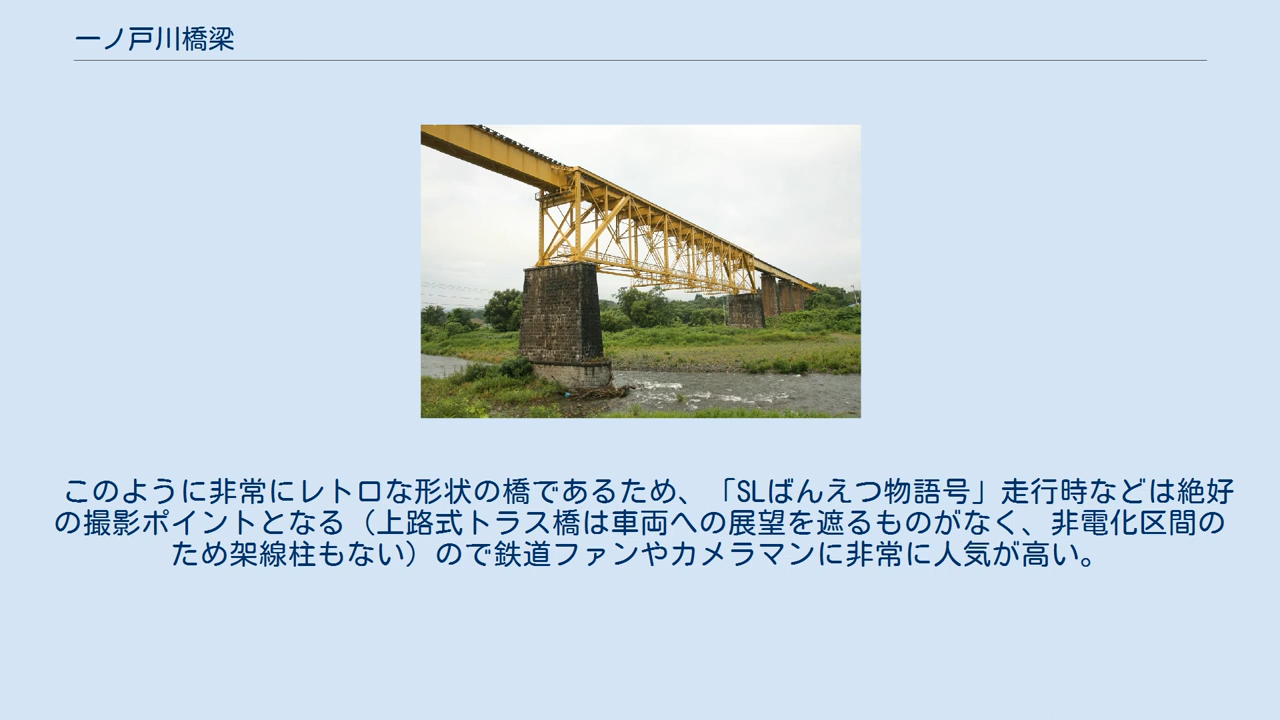 一ノ戸川橋梁
このように非常にレトロな形状の橋であるため、「SLばんえつ物語号」走行時などは絶好
の撮影ポイントとなる（上路式トラス橋は車両への展望を遮るものがなく、非電化区間の
ため架線柱もない）ので鉄道ファンやカメラマンに非常に人気が高い。